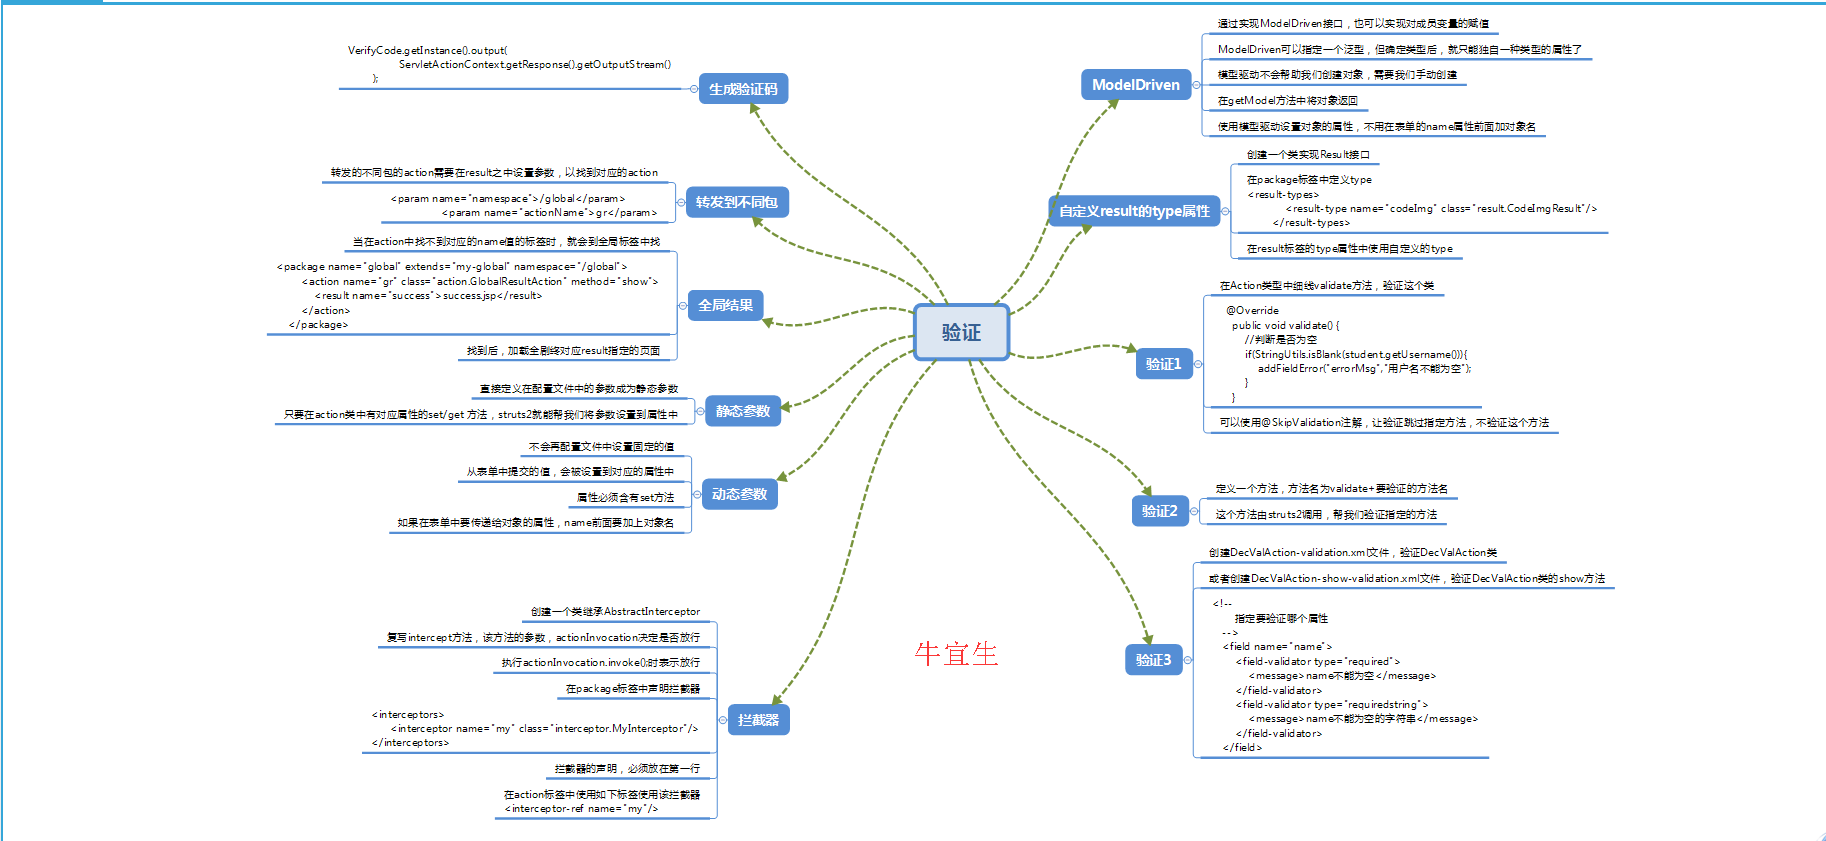 验证
ModelDriven
通过实现ModelDriven接口，也可以实现对成员变量的赋值
ModelDriven可以指定一个泛型，但确定类型后，就只能独自一种类型的属性了
模型驱动不会帮助我们创建对象，需要我们手动创建
在getModel方法中将对象返回
使用模型驱动设置对象的属性，不用在表单的name属性前面加对象名
自定义result的type属性
创建一个类实现Result接口
在package标签中定义type
<result-types>
<result-type name="codeImg" class="result.CodeImgResult"/>
</result-types>
在result标签的type属性中使用自定义的type
验证1
在Action类型中细线validate方法，验证这个类
@Override
public void validate() {
//判断是否为空
if(StringUtils.isBlank(student.getUsername())){
addFieldError("errorMsg","用户名不能为空");
}
}
可以使用@SkipValidation注解，让验证跳过指定方法，不验证这个方法
验证2
定义一个方法，方法名为validate+要验证的方法名
这个方法由struts2调用，帮我们验证指定的方法
验证3
创建DecValAction-validation.xml文件，验证DecValAction类
或者创建DecValAction-show-validation.xml文件，验证DecValAction类的show方法
<!--
指定要验证哪个属性
-->
<field name="name">
<field-validator type="required">
<message>name不能为空</message>
</field-validator>
<field-validator type="requiredstring">
<message>name不能为空的字符串</message>
</field-validator>
</field>
生成验证码
VerifyCode.getInstance().output(
ServletActionContext.getResponse().getOutputStream()
);
转发到不同包
转发的不同包的action需要在result之中设置参数，以找到对应的action
<param name="namespace">/global</param>
<param name="actionName">gr</param>
全局结果
当在action中找不到对应的name值的标签时，就会到全局标签中找
<package name="global" extends="my-global" namespace="/global">
<action name="gr" class="action.GlobalResultAction" method="show">
<result name="success">success.jsp</result>
</action>
</package>
找到后，加载全剧终对应result指定的页面
静态参数
直接定义在配置文件中的参数成为静态参数
只要在action类中有对应属性的set/get 方法，struts2就能帮我们将参数设置到属性中
动态参数
不会再配置文件中设置固定的值
从表单中提交的值，会被设置到对应的属性中
属性必须含有set方法
如果在表单中要传递给对象的属性，name前面要加上对象名
拦截器
创建一个类继承AbstractInterceptor
复写intercept方法，该方法的参数，actionInvocation决定是否放行
执行actionInvocation.invoke();时表示放行
在package标签中声明拦截器
<interceptors>
<interceptor name="my" class="interceptor.MyInterceptor"/>
</interceptors>
拦截器的声明，必须放在第一行
在action标签中使用如下标签使用该拦截器
<interceptor-ref name="my"/>
牛宜生